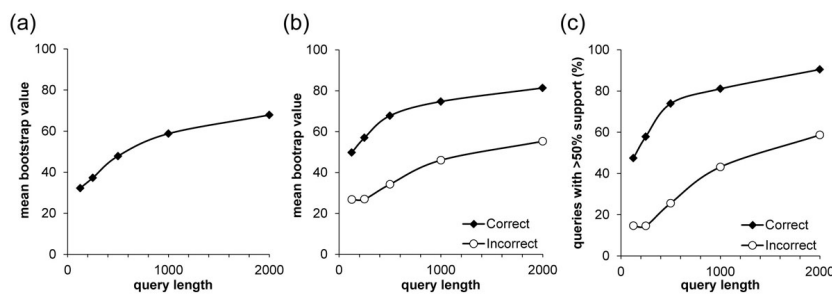 (a)
mean bootstrap value
100
80
60
40
20
0
0 1000 2000
query length
(b)
mean bootrap value
100
80
60
40
20
0
Correct
Incorrect
0 1000 2000
query length
(c)
queries with >50% support (%)
100
80
60
40
20
0
Correct
Incorrect
0 1000 2000
query length